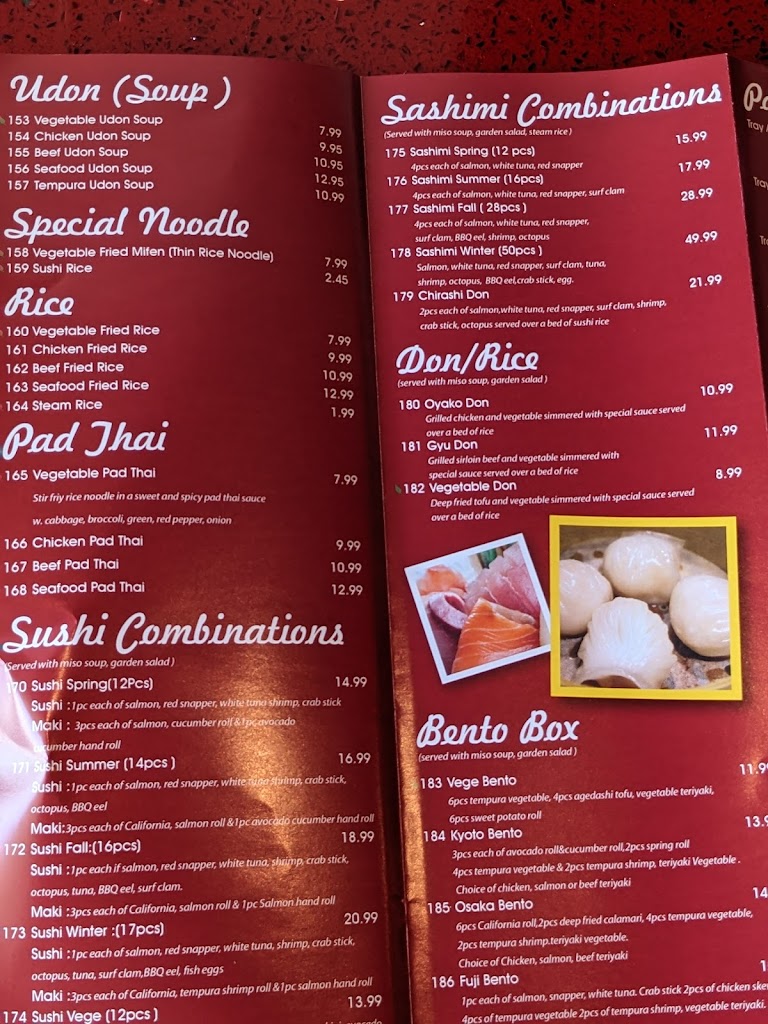 Udon (Soup )
153 Vegetable Udon Soup 7.99
154 Chicken Udon Soup 9.95
155 Beef Udon Soup 10.95
156 Seafood Udon Soup 12.95
157 Tempura Udon Soup 10.99
Special Noodle
158 Vegetable Fried Mifen (Thin Rice Noodle) 7.99
159 Sushi Rice 2.45
Rice
160 Vegetable Fried Rice 7.99
161 Chicken Fried Rice 9.99
162 Beef Fried Rice 10.99
163 Seafood Fried Rice 12.99
164 Steam Rice 1.99
Pad Thai
165 Vegetable Pad Thai 7.99
Stir friy rice noodle in a sweet and spicy pad thai sauce
w. cabbage, broccoli, green, red pepper, onion
166 Chicken Pad Thai 9.99
167 Beef Pad Thai 10.99
168 Seafood Pad Thai 12.99
Sushi Combinations
(Served with miso soup, garden salad )
170 Sushi Spring(12Pcs) 14.99
Sushi :1pc each of salmon, red snapper, white tuna shrimp, crab stick
Maki : 3pcs each of salmon, cucumber roll &1pc avocado
cucumber hand roll
171 Sushi Summer (14pcs ) 16.99
Sushi :1pc each of salmon, red snapper, white tuna shrimp, crab stick,
octopus, BBQ eel
Maki:3pcs each of California, salmon roll &1pc avocado cucumber hand roll
172 Sushi Fall:(16pcs) 18.99
Sushi :1pc each if salmon, red snapper, white tuna, shrimp, crab stick,
octopus, tuna, BBQ eel, surf clam.
Maki :3pcs each of California, salmon roll & 1pc Salmon hand roll
173 Sushi Winter :(17pcs) 20.99
Sushi :1pc each of salmon, red snapper, white tuna, shrimp, crab stick,
octopus, tuna, surf clam,BBQ eel, fish eggs
Maki :3pcs each of California, tempura shrimp roll &1pc salmon hand roll
174 Sushi Vege (12pcs ) 13.99
Sashimi Combinations
(Served with miso soup, garden salad, steam rice )
175 Sashimi Spring (12 pcs) 15.99
4pcs each of salmon, white tuna, red snapper
176 Sashimi Summer (16pcs) 17.99
4pcs each of salmon, white tuna, red snapper, surf clam
177 Sashimi Fall ( 28pcs ) 28.99
4pcs each of salmon, white tuna, red snapper,
surf clam, BBQ eel, shrimp, octopus
178 Sashimi Winter (50pcs ) 49.99
Salmon, white tuna, red snapper, surf clam, tuna,
shrimp, octopus, BBQ eel,crab stick, egg.
179 Chirashi Don 21.99
2pcs each of salmon,white tuna, red snapper, surf clam, shrimp,
crab stick, octopus served over a bed of sushi rice
Don/Rice
(served with miso soup, garden salad )
180 Oyako Don 10.99
Grilled chicken and vegetable simmered with special sauce served
over a bed of rice
181 Gyu Don 11.99
Grilled sirloin beef and vegetable simmered with
special sauce served over a bed of rice
182 Vegetable Don 8.99
Deep fried tofu and vegetable simmered with special sauce served
over a bed of rice
Bento Box
(served with miso soup, garden salad )
183 Vege Bento 11.99
6pcs tempura vegetable, 4pcs agedashi tofu, vegetable teriyaki,
6pcs sweet potato roll
184 Kyoto Bento 13.9
3pcs each of avocado roll&cucumber roll,2pcs spring roll
4pcs tempura vegetable & 2pcs tempura shrimp, teriyaki Vegetable .
Choice of chicken, salmon or beef teriyaki
185 Osaka Bento 14.
6pcs California roll,2pcs deep fried calamari, 4pcs tempura vegetable,
2pcs tempura shrimp.teriyaki vegetable.
Choice of Chicken, salmon, beef teriyaki
186 Fuji Bento
1pc each of salmon, snapper, white tuna. Crab stick 2pcs of chicken
4pcs of tempura vegetable 2pcs of tempura shrimp, vegetable teriyaki.
Tray